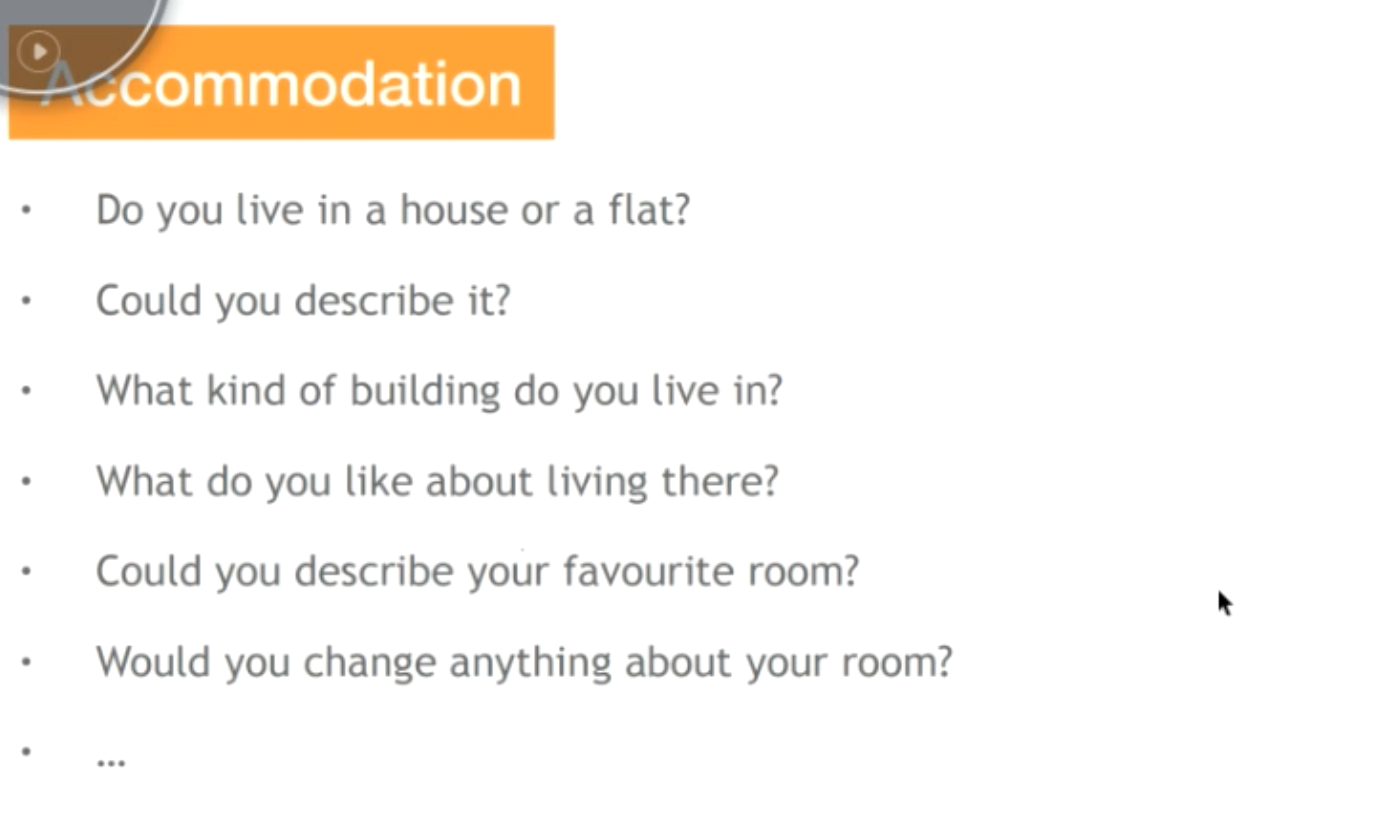 Accommodation
• Do you live in a house or a flat?
• Could you describe it?
• What kind of building do you live in?
• What do you like about living there?
• Could you describe your favourite room?
• Would you change anything about your room?
• ...